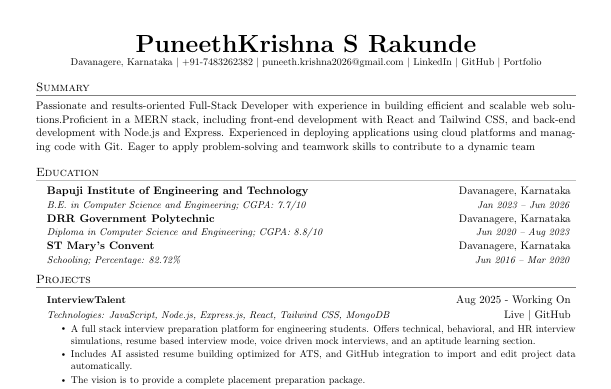 PuneethKrishna S Rakunde
Davanagere, Karnataka | +91-7483262382 | puneeth.krishna2026@gmail.com | LinkedIn | GitHub | Portfolio
Summary
Passionate and results-oriented Full-Stack Developer with experience in building efficient and scalable web solu-
tions.Proficient in a MERN stack, including front-end development with React and Tailwind CSS, and back-end
development with Node.js and Express. Experienced in deploying applications using cloud platforms and manag-
ing code with Git. Eager to apply problem-solving and teamwork skills to contribute to a dynamic team
Education
Bapuji Institute of Engineering and Technology Davanagere, Karnataka
B.E. in Computer Science and Engineering; CGPA: 7.7/10 Jan 2023 – Jun 2026
DRR Government Polytechnic Davanagere, Karnataka
Diploma in Computer Science and Engineering; CGPA: 8.8/10 Jun 2020 – Aug 2023
ST Mary's Convent Davanagere, Karnataka
Schooling; Percentage: 82.72% Jun 2016 – Mar 2020
Projects
InterviewTalent Aug 2025 - Working On
Technologies: JavaScript, Node.js, Express.js, React, Tailwind CSS, MongoDB Live | GitHub
• A full stack interview preparation platform for engineering students. Offers technical, behavioral, and HR interview
simulations, resume based interview mode, voice driven mock interviews, and an aptitude learning section.
• Includes AI assisted resume building optimized for ATS, and GitHub integration to import and edit project data
automatically.
• The vision is to provide a complete placement preparation package.